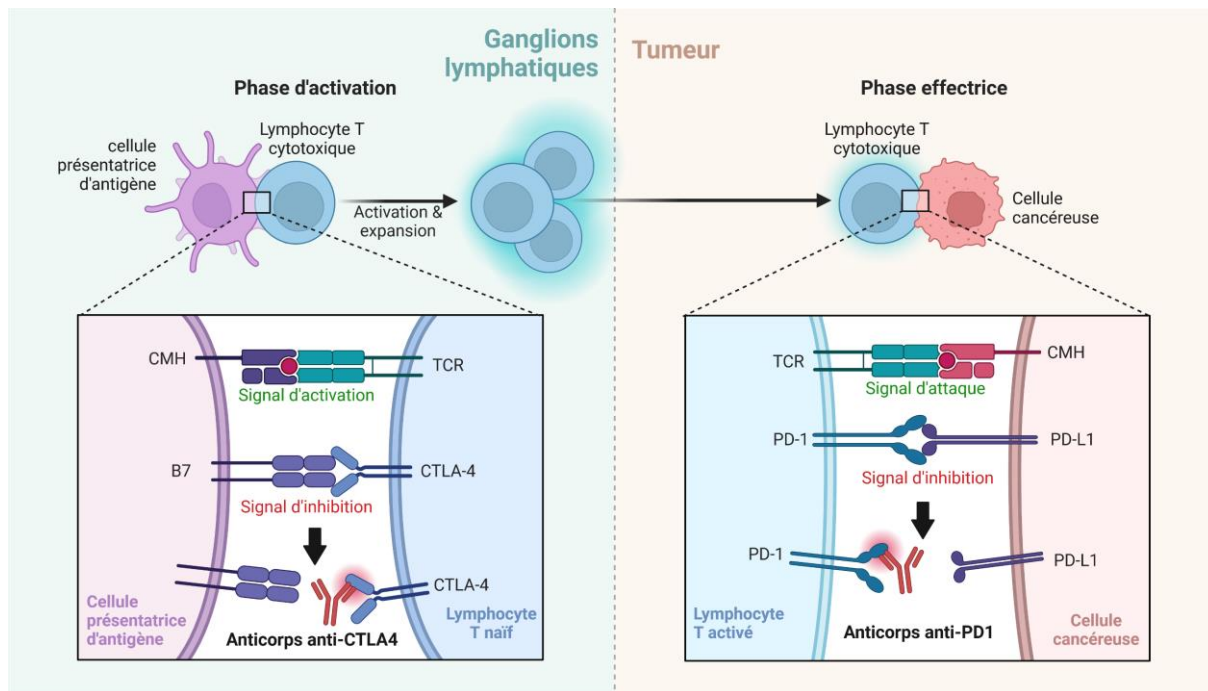 Ganglions
lymphatiques
Tumeur
Phase d'activation
Phase effectrice
cellule
présentatrice
d'antigène
Lymphocyte T
cytotoxique
Activation &
expansion
Lymphocyte T
cytotoxique
Cellule
cancéreuse
CMH
TCR
Signal d'activation
B7
CTLA-4
Signal d'inhibition
CTLA-4
Cellule
présentatrice
d'antigène
Anticorps anti-CTLA4
Lymphocyte
T naïf
TCR
CMH
Signal d'attaque
PD-1
PD-L1
Signal d'inhibition
PD-1
PD-L1
Lymphocyte
T activé
Anticorps anti-PD1
Cellule
cancéreuse